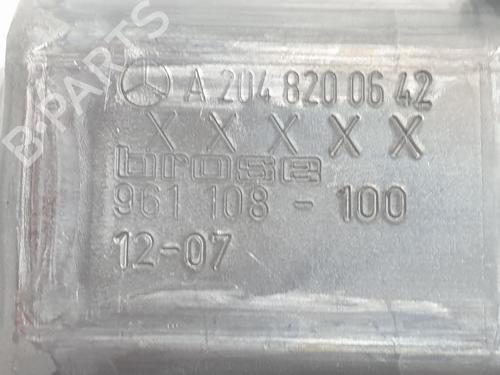 A 204 820 06 42
X X X X X
brose
961 108 - 100
12-07
B-PARTS